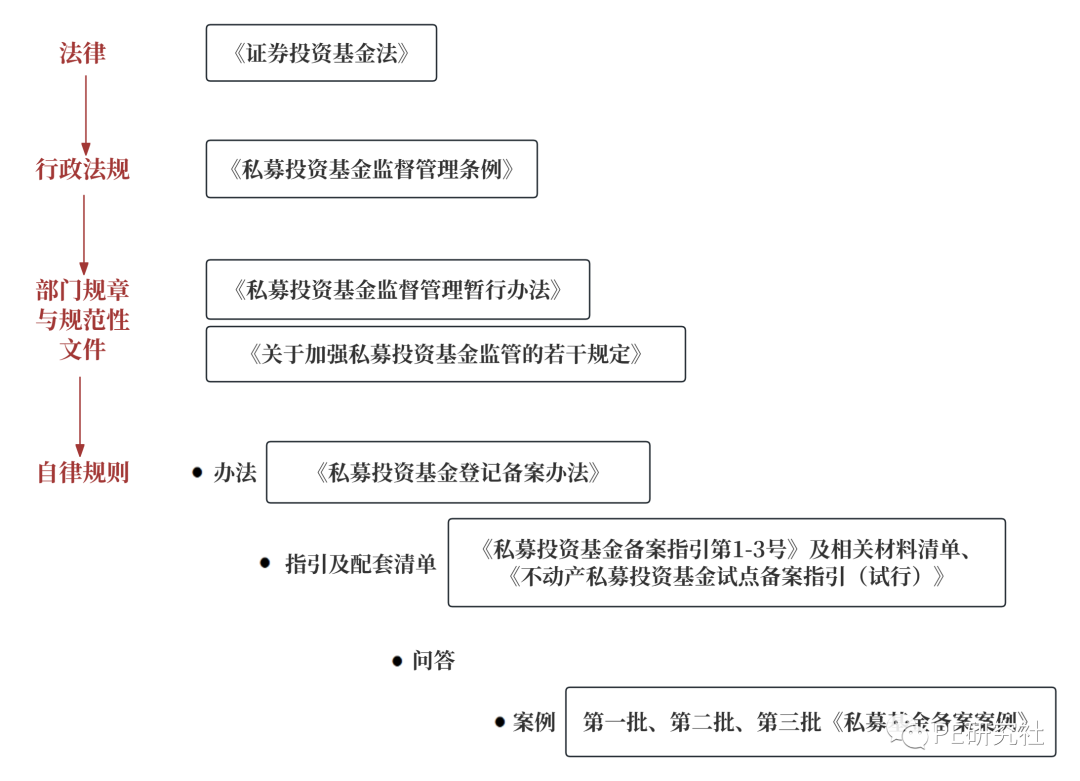 法律
《证券投资基金法》
行政法规
《私募投资基金监督管理条例》
部门规章
与规范性
文件
《私募投资基金监督管理暂行办法》
《关于加强私募投资基金监管的若干规定》
自律规则
办法
《私募投资基金登记备案办法》
指引及配套清单
《私募投资基金备案指引第1-3号》及相关材料清单、
《不动产私募投资基金试点备案指引（试行）》
问答
案例
第一批、第二批、第三批《私募基金备案案例》
PE研究社